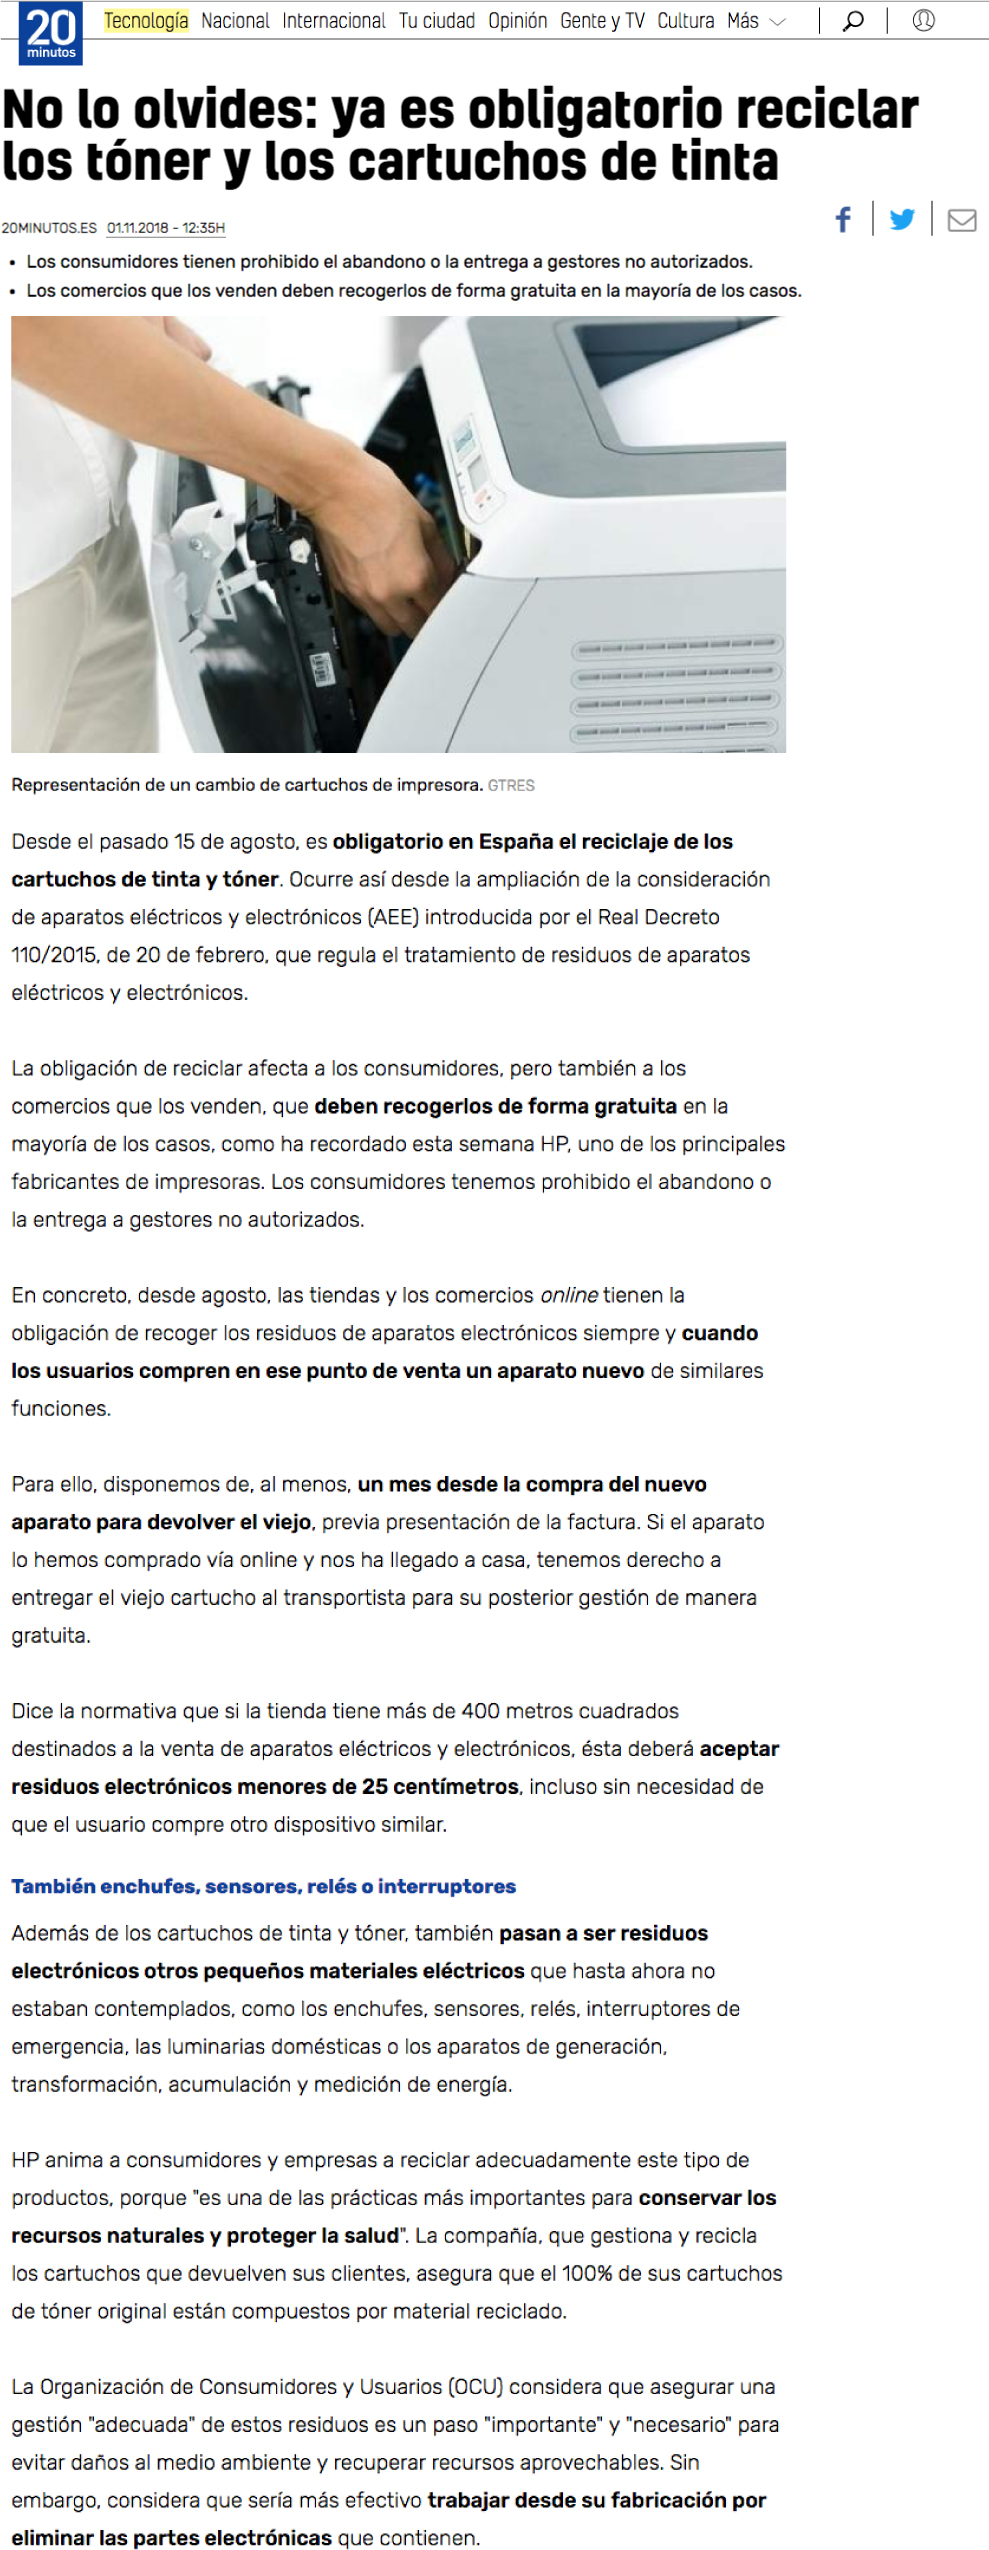 20
minutos
Tecnología Nacional Internacional Tu ciudad Opinión Gente y TV Cultura Más
No lo olvides: ya es obligatorio reciclar
los tóner y los cartuchos de tinta
20MINUTOS.ES 01.11.2018 - 12:35H
• Los consumidores tienen prohibido el abandono o la entrega a gestores no autorizados.
• Los comercios que los venden deben recogerlos de forma gratuita en la mayoría de los casos.
Representación de un cambio de cartuchos de impresora. GTRES
Desde el pasado 15 de agosto, es obligatorio en España el reciclaje de los
cartuchos de tinta y tóner. Ocurre así desde la ampliación de la consideración
de aparatos eléctricos y electrónicos (AEE) introducida por el Real Decreto
110/2015, de 20 de febrero, que regula el tratamiento de residuos de aparatos
eléctricos y electrónicos.
La obligación de reciclar afecta a los consumidores, pero también a los
comercios que los venden, que deben recogerlos de forma gratuita en la
mayoría de los casos, como ha recordado esta semana HP, uno de los principales
fabricantes de impresoras. Los consumidores tenemos prohibido el abandono o
la entrega a gestores no autorizados.
En concreto, desde agosto, las tiendas y los comercios online tienen la
obligación de recoger los residuos de aparatos electrónicos siempre y cuando
los usuarios compren en ese punto de venta un aparato nuevo de similares
funciones.
Para ello, disponemos de, al menos, un mes desde la compra del nuevo
aparato para devolver el viejo, previa presentación de la factura. Si el aparato
lo hemos comprado vía online y nos ha llegado a casa, tenemos derecho a
entregar el viejo cartucho al transportista para su posterior gestión de manera
gratuita.
Dice la normativa que si la tienda tiene más de 400 metros cuadrados
destinados a la venta de aparatos eléctricos y electrónicos, ésta deberá aceptar
residuos electrónicos menores de 25 centímetros, incluso sin necesidad de
que el usuario compre otro dispositivo similar.
También enchufes, sensores, relés o interruptores
Además de los cartuchos de tinta y tóner, también pasan a ser residuos
electrónicos otros pequeños materiales eléctricos que hasta ahora no
estaban contemplados, como los enchufes, sensores, relés, interruptores de
emergencia, las luminarias domésticas o los aparatos de generación,
transformación, acumulación y medición de energía.
HP anima a consumidores y empresas a reciclar adecuadamente este tipo de
productos, porque "es una de las prácticas más importantes para conservar los
recursos naturales y proteger la salud". La compañía, que gestiona y recicla
los cartuchos que devuelven sus clientes, asegura que el 100% de sus cartuchos
de tóner original están compuestos por material reciclado.
La Organización de Consumidores y Usuarios (OCU) considera que asegurar una
gestión "adecuada" de estos residuos es un paso "importante" y "necesario" para
evitar daños al medio ambiente y recuperar recursos aprovechables. Sin
embargo, considera que sería más efectivo trabajar desde su fabricación por
eliminar las partes electrónicas que contienen.